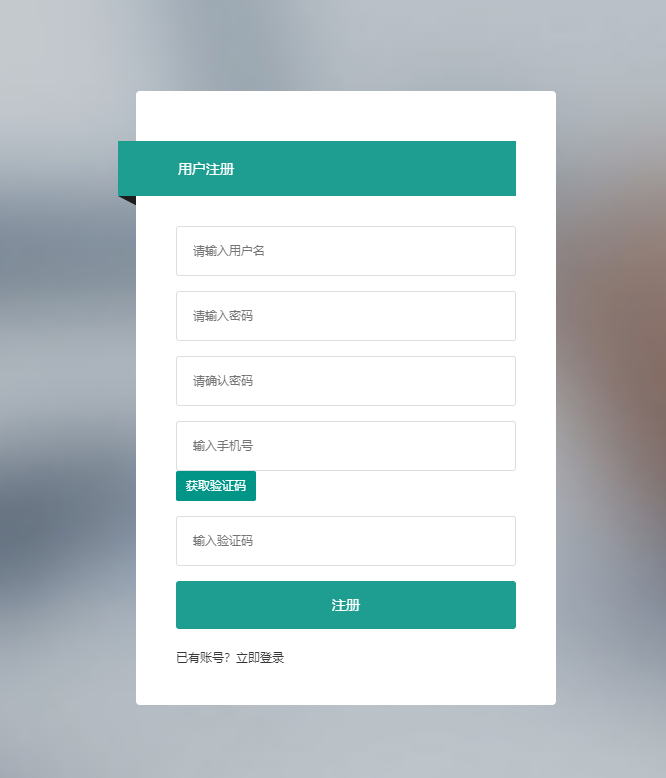 用户注册
请输入用户名
请输入密码
请确认密码
输入手机号
获取验证码
输入验证码
注册
已有账号？立即登录